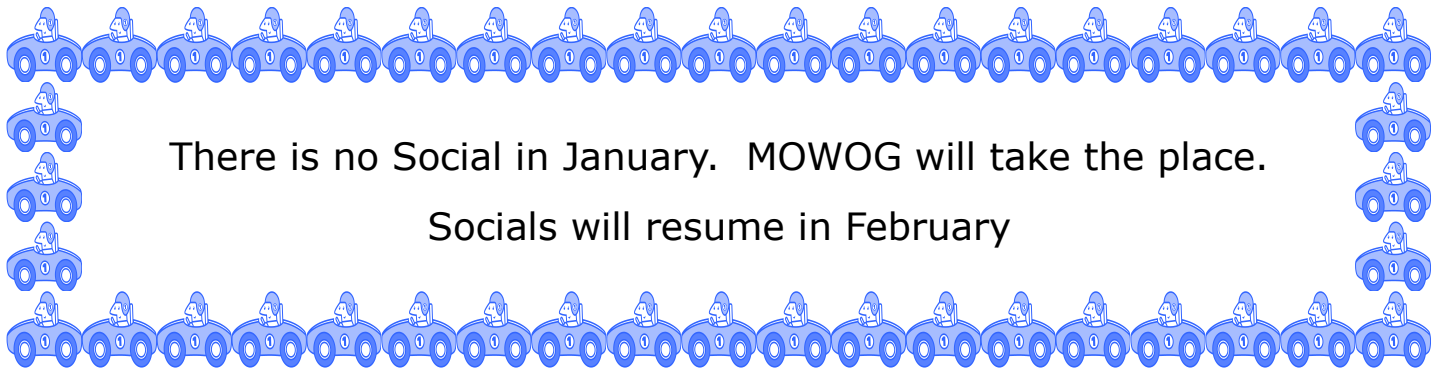 There is no Social in January.  MOWOG will take the place.
Socials will resume in February